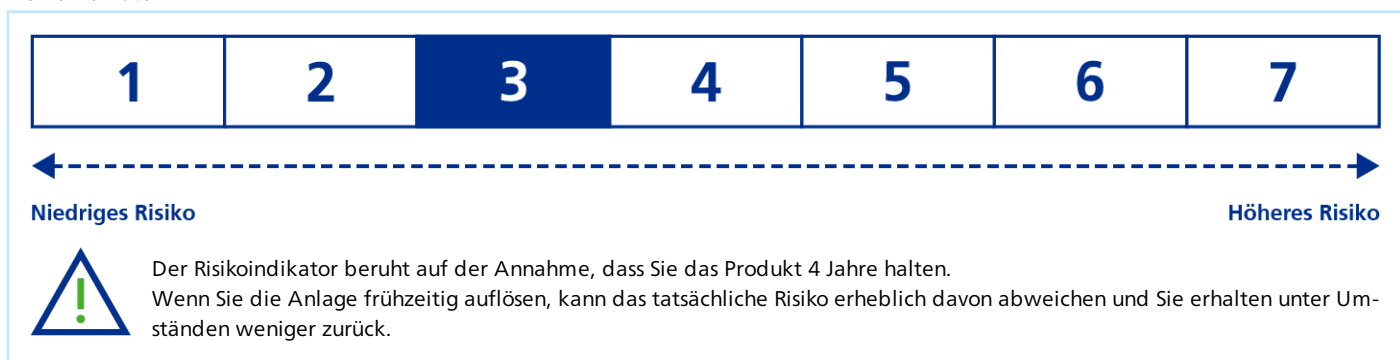 1 2 3 4 5 6 7
Niedriges Risiko Höheres Risiko
Der Risikoindikator beruht auf der Annahme, dass Sie das Produkt 4 Jahre halten.
Wenn Sie die Anlage frühzeitig auflösen, kann das tatsächliche Risiko erheblich davon abweichen und Sie erhalten unter Um-
ständen weniger zurück.